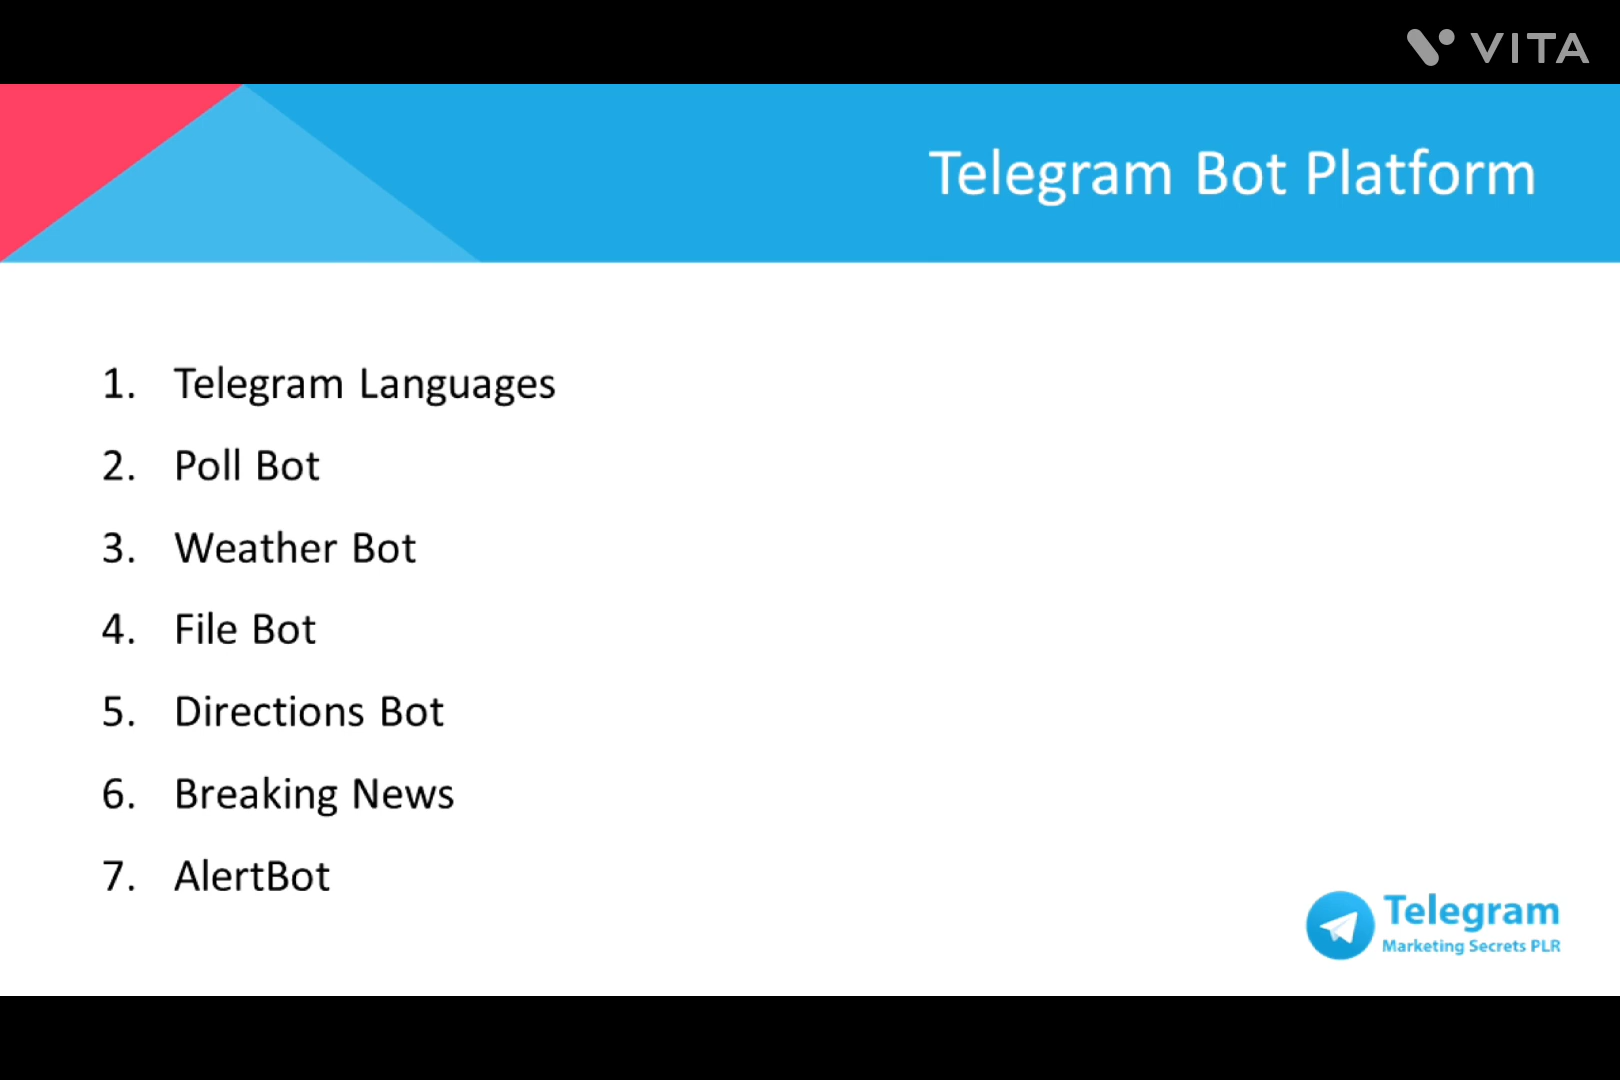 VITA
Telegram Bot Platform
1. Telegram Languages
2. Poll Bot
3. Weather Bot
4. File Bot
5. Directions Bot
6. Breaking News
7. AlertBot
Telegram
Marketing Secrets PLR